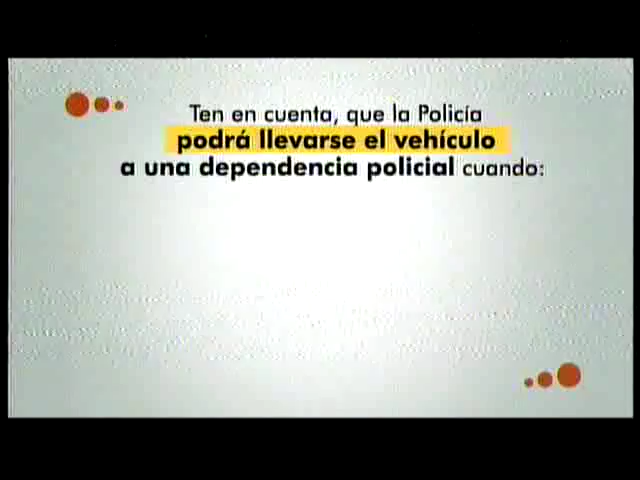 Ten en cuenta, que la Policía
podrá llevarse el vehículo
a una dependencia policial cuando: